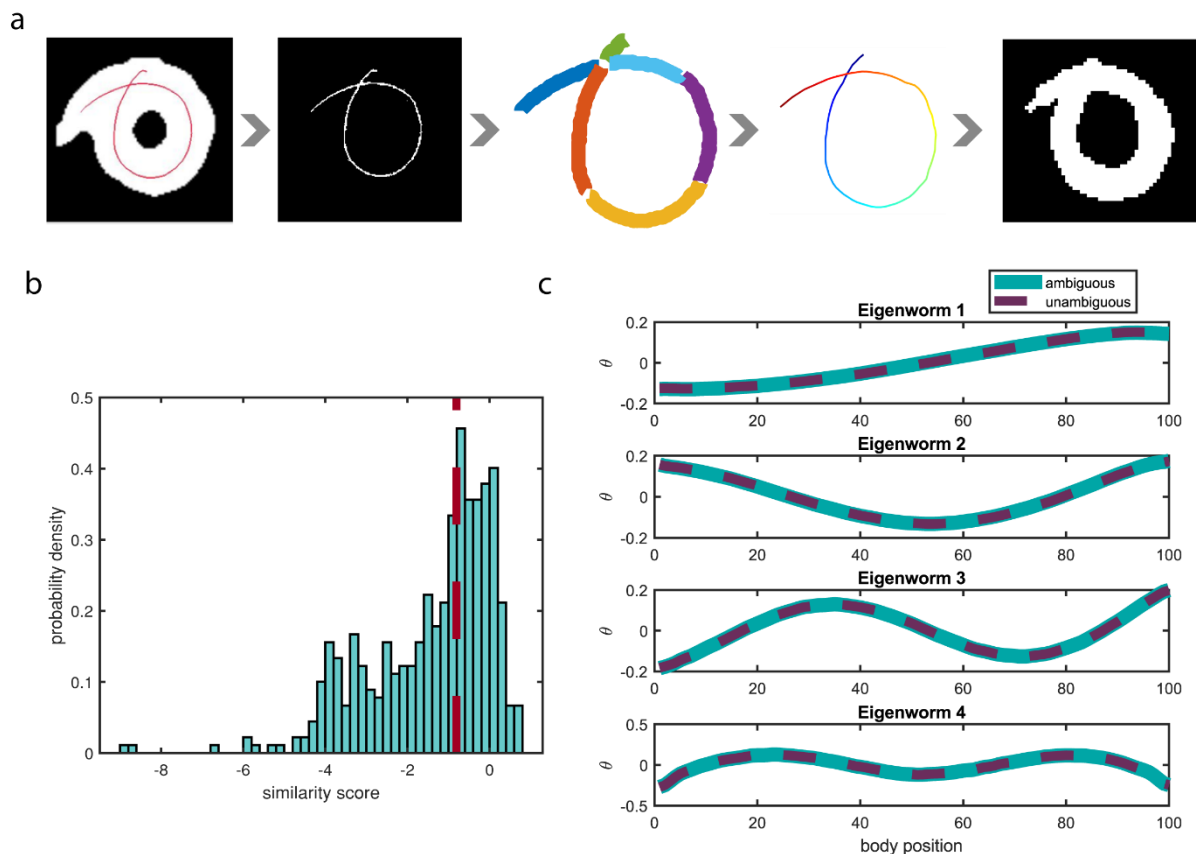 a
b
0.5
0.4
0.3
0.2
0.1
0
probability density
-8 -6 -4 -2 0
similarity score
c
ambiguous
unambiguous
Eigenworm 1
0.2
0
-0.2
θ
0 20 40 60 80 100
Eigenworm 2
0.2
0
-0.2
θ
0 20 40 60 80 100
Eigenworm 3
0.2
0
-0.2
θ
0 20 40 60 80 100
Eigenworm 4
0.5
0
-0.5
θ
0 20 40 60 80 100
body position